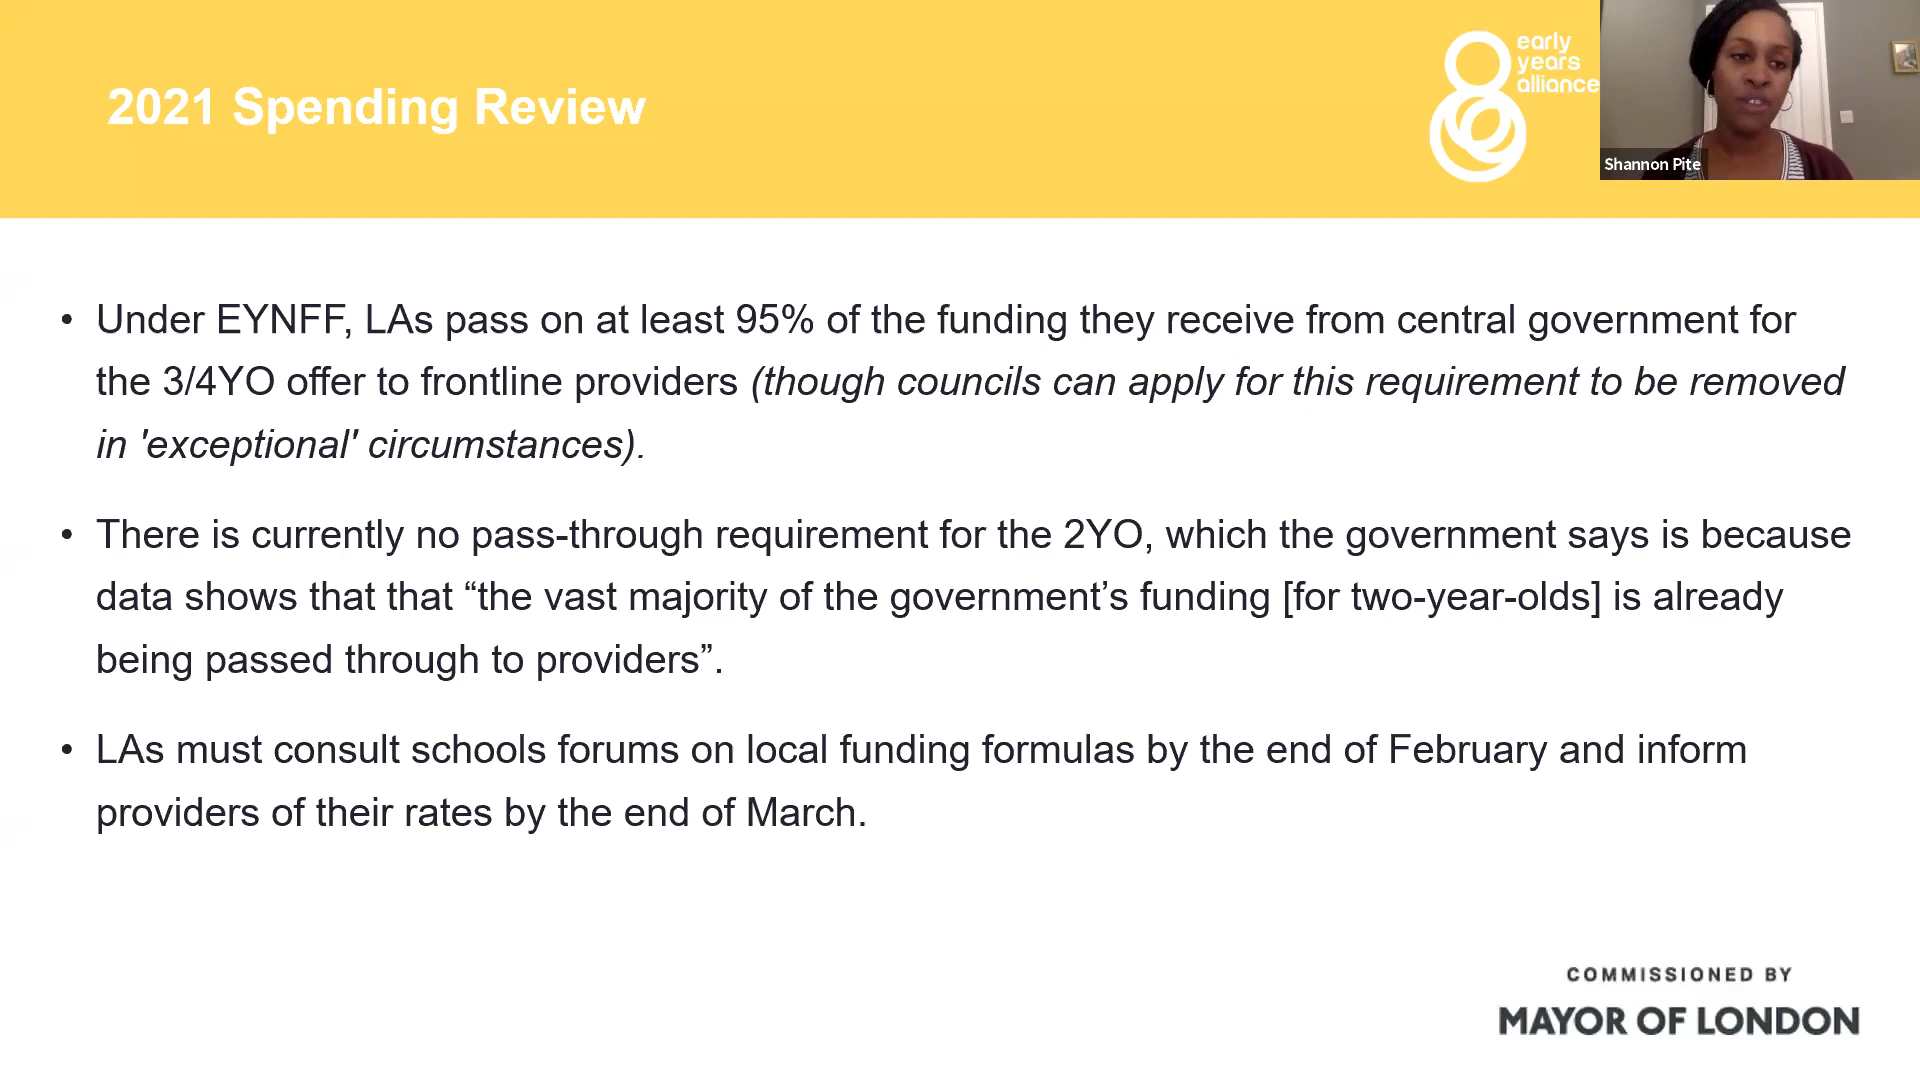 2021 Spending Review
early
years
alliance
Shannon Pite
• Under EYNFF, LAs pass on at least 95% of the funding they receive from central government for
the 3/4YO offer to frontline providers (though councils can apply for this requirement to be removed
in 'exceptional' circumstances).
• There is currently no pass-through requirement for the 2YO, which the government says is because
data shows that that “the vast majority of the government’s funding [for two-year-olds] is already
being passed through to providers”.
• LAs must consult schools forums on local funding formulas by the end of February and inform
providers of their rates by the end of March.
COMMISSIONED BY
MAYOR OF LONDON